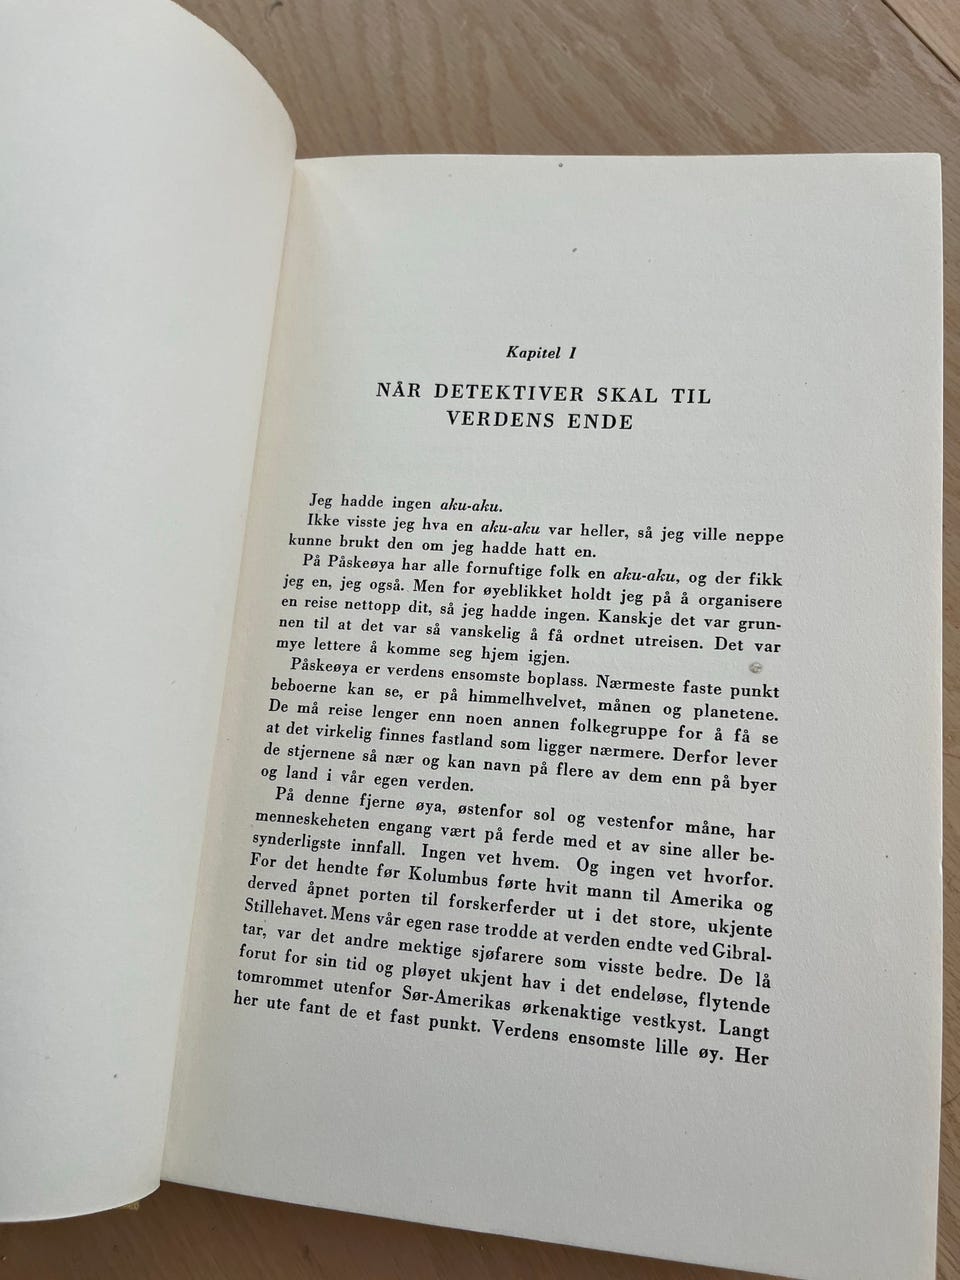 Kapitel I
NÅR DETEKTIVER SKAL TIL
VERDENS ENDE
Jeg hadde ingen aku-aku.
Ikke visste jeg hva en aku-aku var heller, så jeg ville neppe
kunne brukt den om jeg hadde hatt en.
På Påskeøya har alle fornuftige folk en aku-aku, og der fikk
jeg en, jeg også. Men for øyeblikket holdt jeg på å organisere
en reise nettopp dit, så jeg hadde ingen. Kanskje det var grun-
nen til at det var så vanskelig å få ordnet utreisen. Det var
mye lettere å komme seg hjem igjen.
Påskeøya er verdens ensomste boplass. Nærmeste faste punkt
beboerne kan se, er på himmelhvelvet, månen og planetene.
De må reise lenger enn noen annen folkegruppe for å få se
at det virkelig finnes fastland som ligger nærmere. Derfor lever
de stjernene så nær og kan navn på flere av dem enn på byer
og land i vår egen verden.
På denne fjerne øya, østenfor sol og vestenfor måne, har
menneskeheten engang vært på ferde med et av sine aller be-
synderligste innfall. Ingen vet hvem. Og ingen vet hvorfor.
For det hendte før Kolumbus førte hvit mann til Amerika og
derved åpnet porten til forskerferder ut i det store, ukjente
Stillehavet. Mens vår egen rase trodde at verden endte ved Gibral-
tar, var det andre mektige sjøfarere som visste bedre. De lå
forut for sin tid og pløyet ukjent hav i det endeløse, flytende
tomrommet utenfor Sør-Amerikas ørkenaktige vestkyst. Langt
her ute fant de et fast punkt. Verdens ensomste lille øy. Her